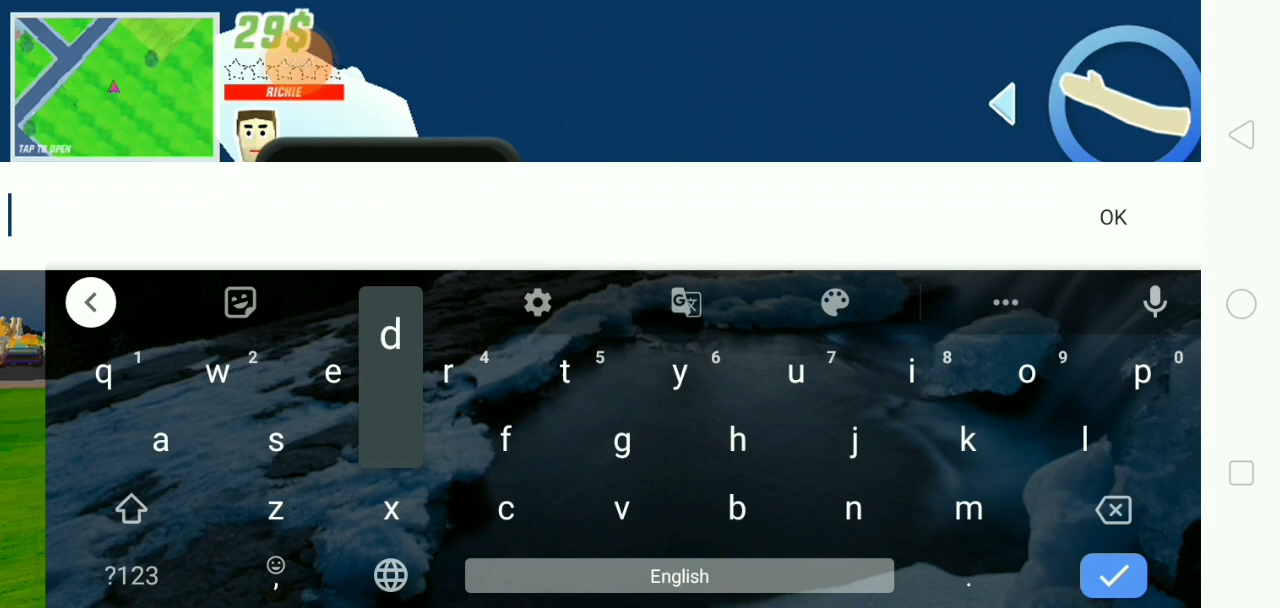 29$
RICHIE
TAP TO OPEN
OK
d
1 2 4 5 6 7 8 9 0
q w e r t y u i o p
a s f g h j k l
z x c v b n m
?123 , English .